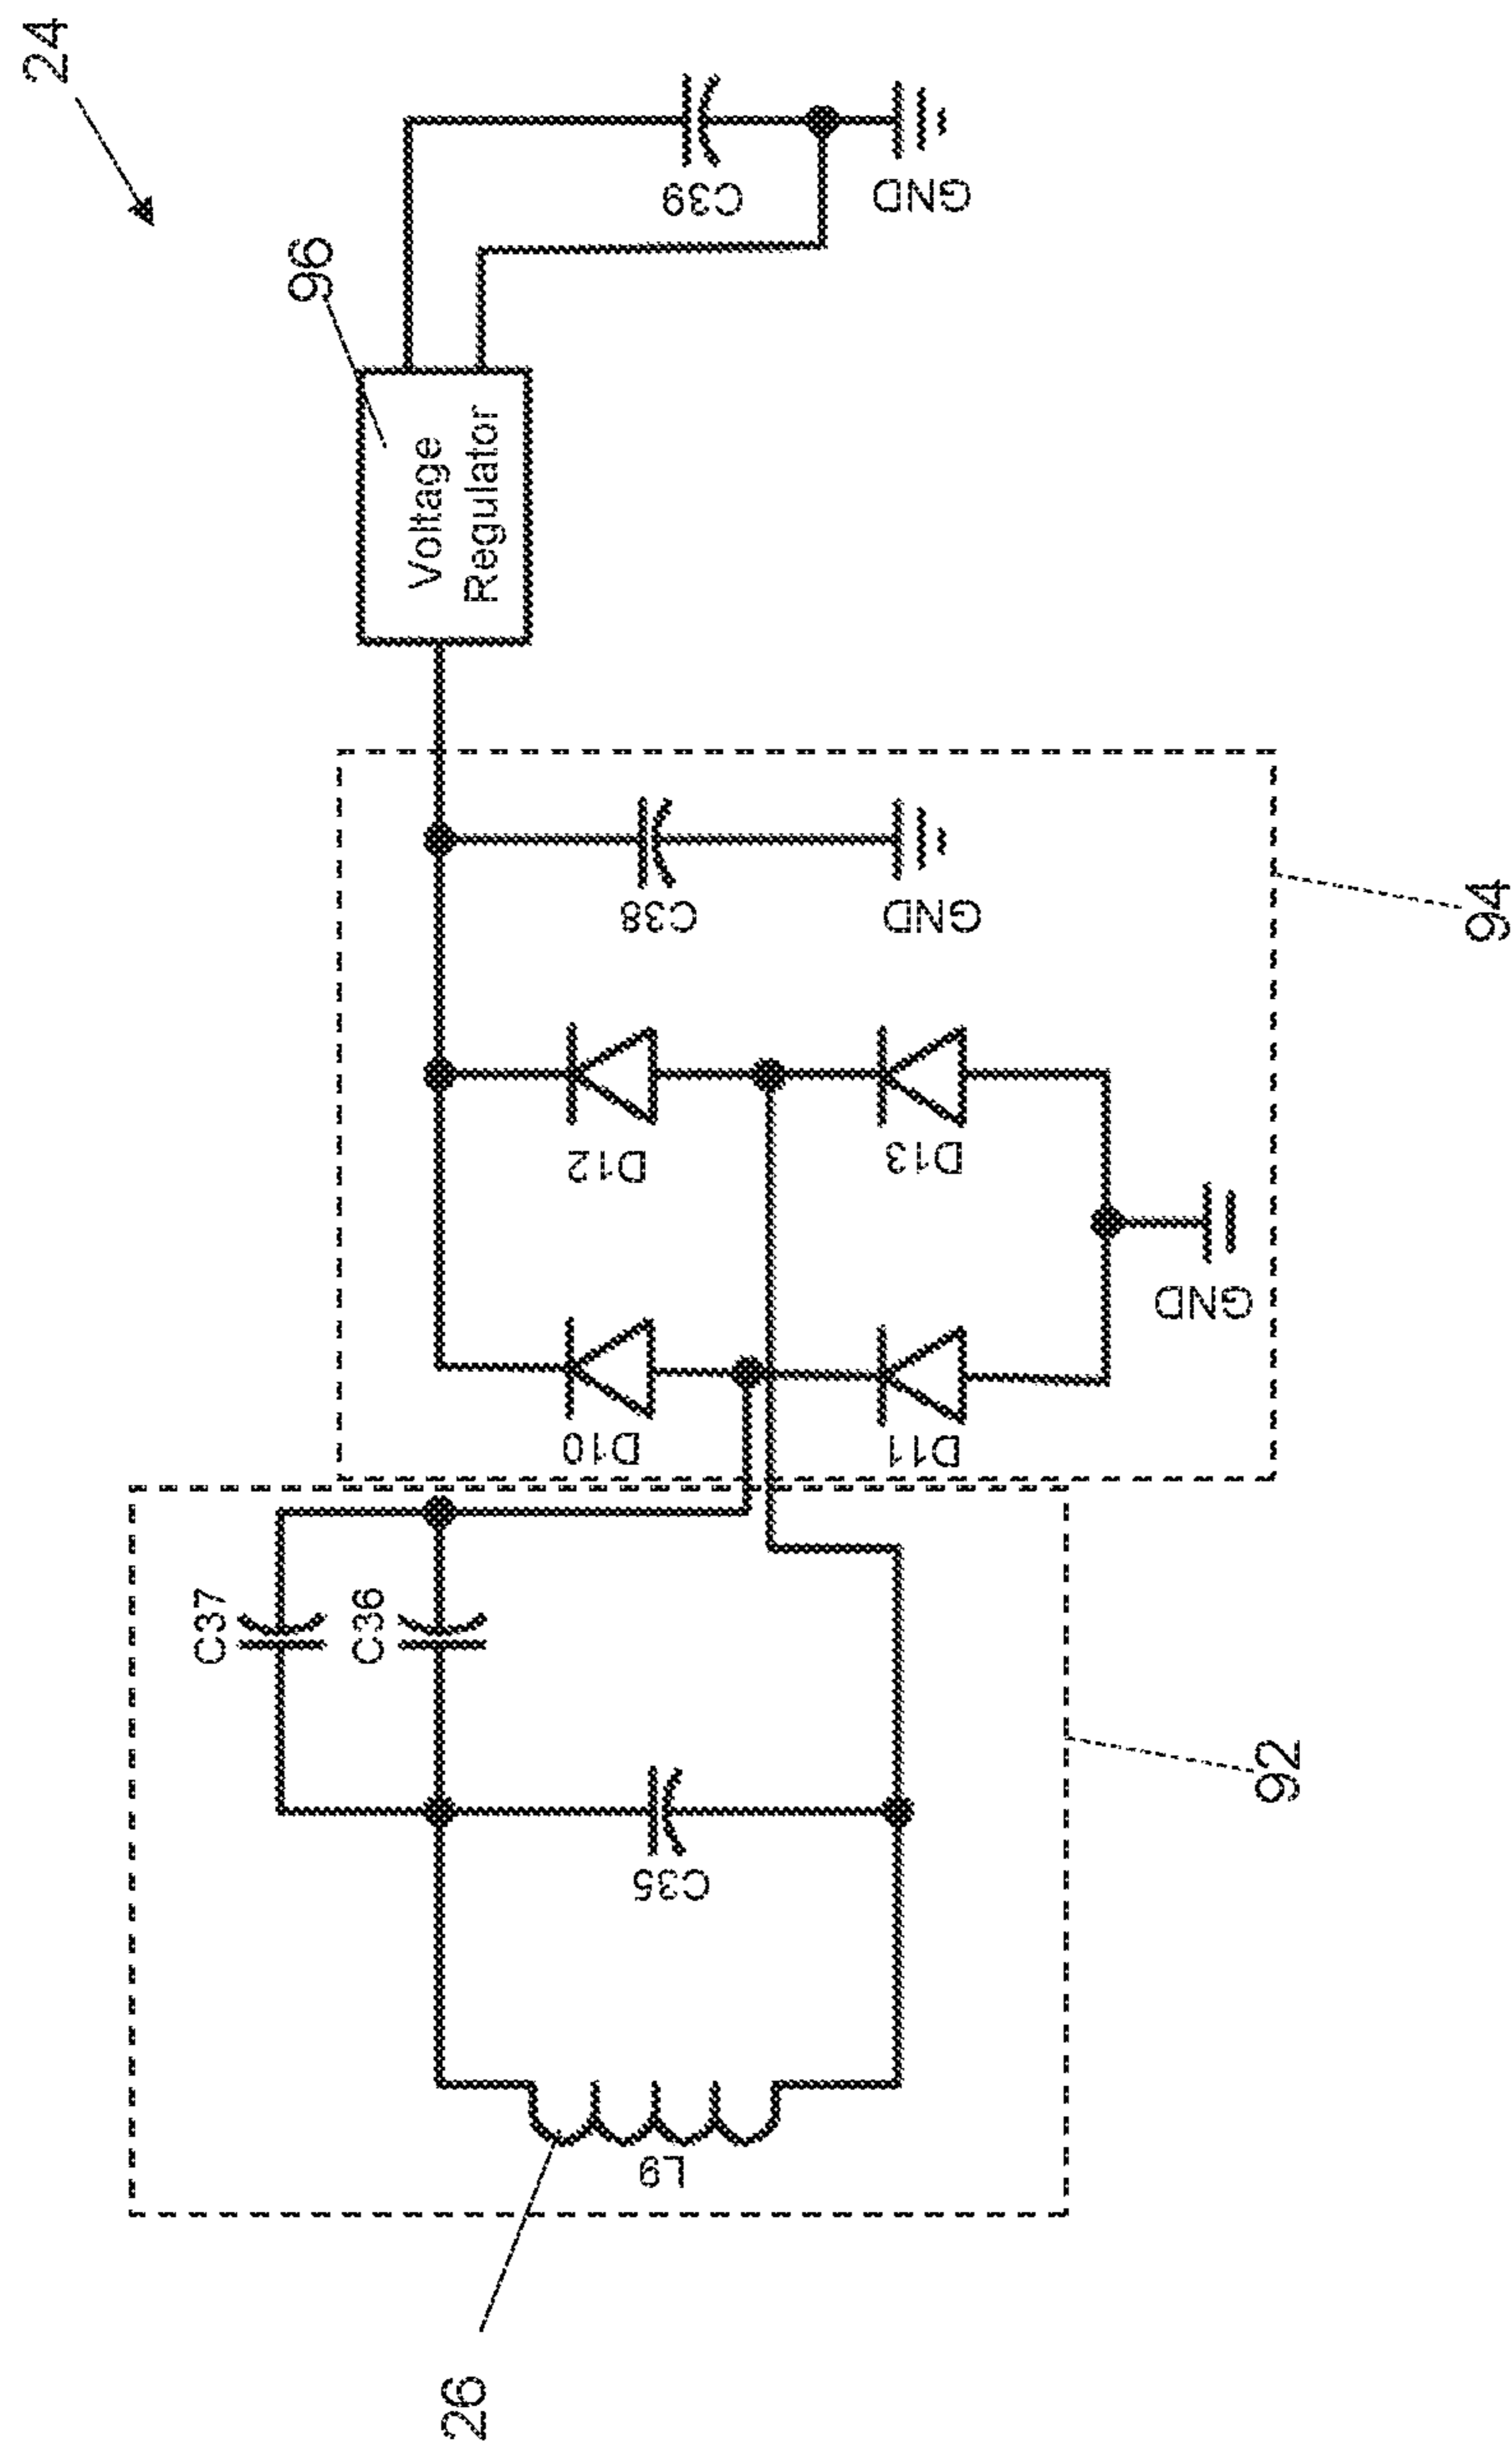 24
96
Voltage
Regulator
C39
GND
C38
GND
94
D12
D13
GND
D10
D11
C37
C36
C35
92
L9
26